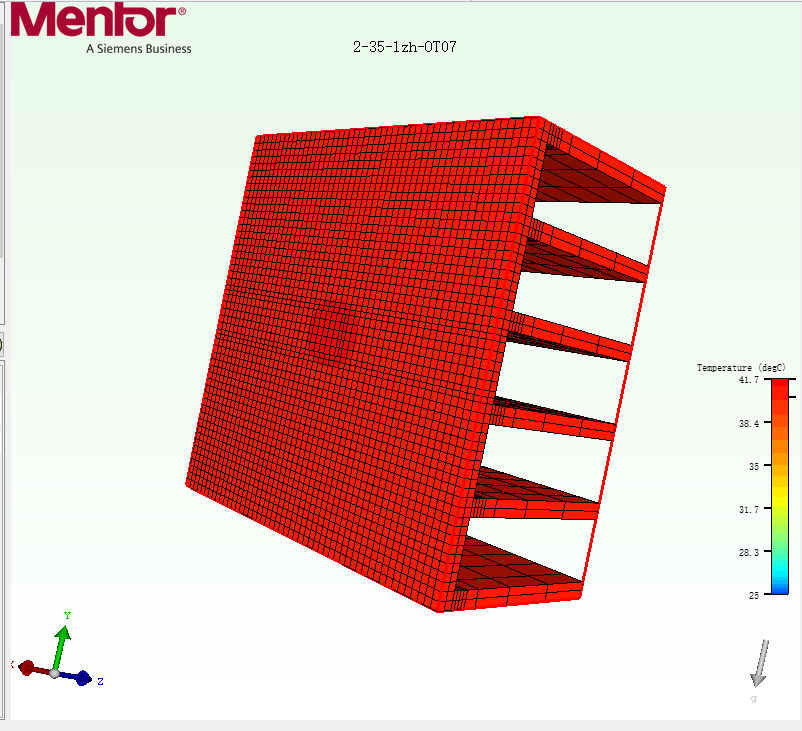 Mentor®
A Siemens Business
2-35-1zh-OT07
Temperature (degC)
41.7
38.4
35
31.7
28.3
25
Y
Z
g